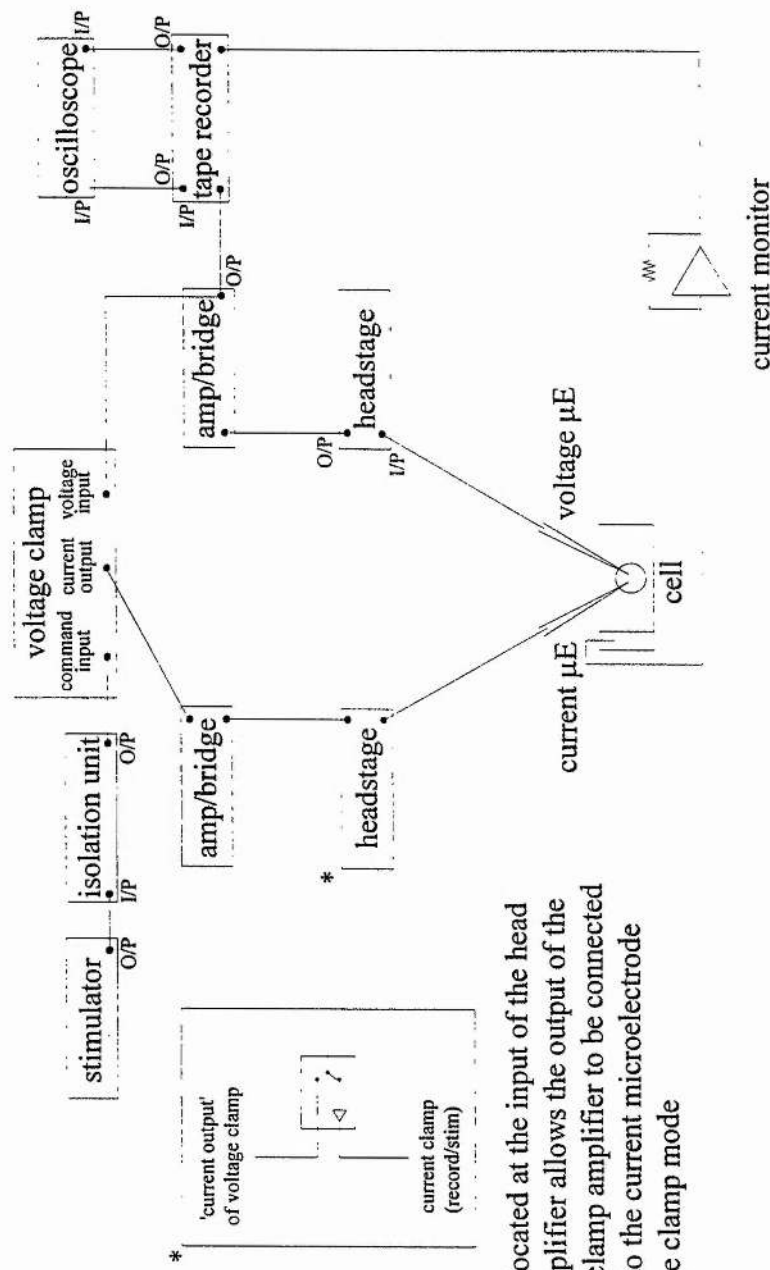 stimulator
O/P
I/P
isolation unit
O/P
voltage clamp
command
input
current
output
voltage
input
I/P
oscilloscope
I/P
O/P
O/P
I/P
tape recorder
amp/bridge
amp/bridge
O/P
O/P
*
headstage
O/P
headstage
I/P
current µE
voltage µE
cell
current monitor
*
'current output'
of voltage clamp
current clamp
(record/stim)
ocated at the input of the head
plifier allows the output of the
clamp amplifier to be connected
o the current microelectrode
e clamp mode